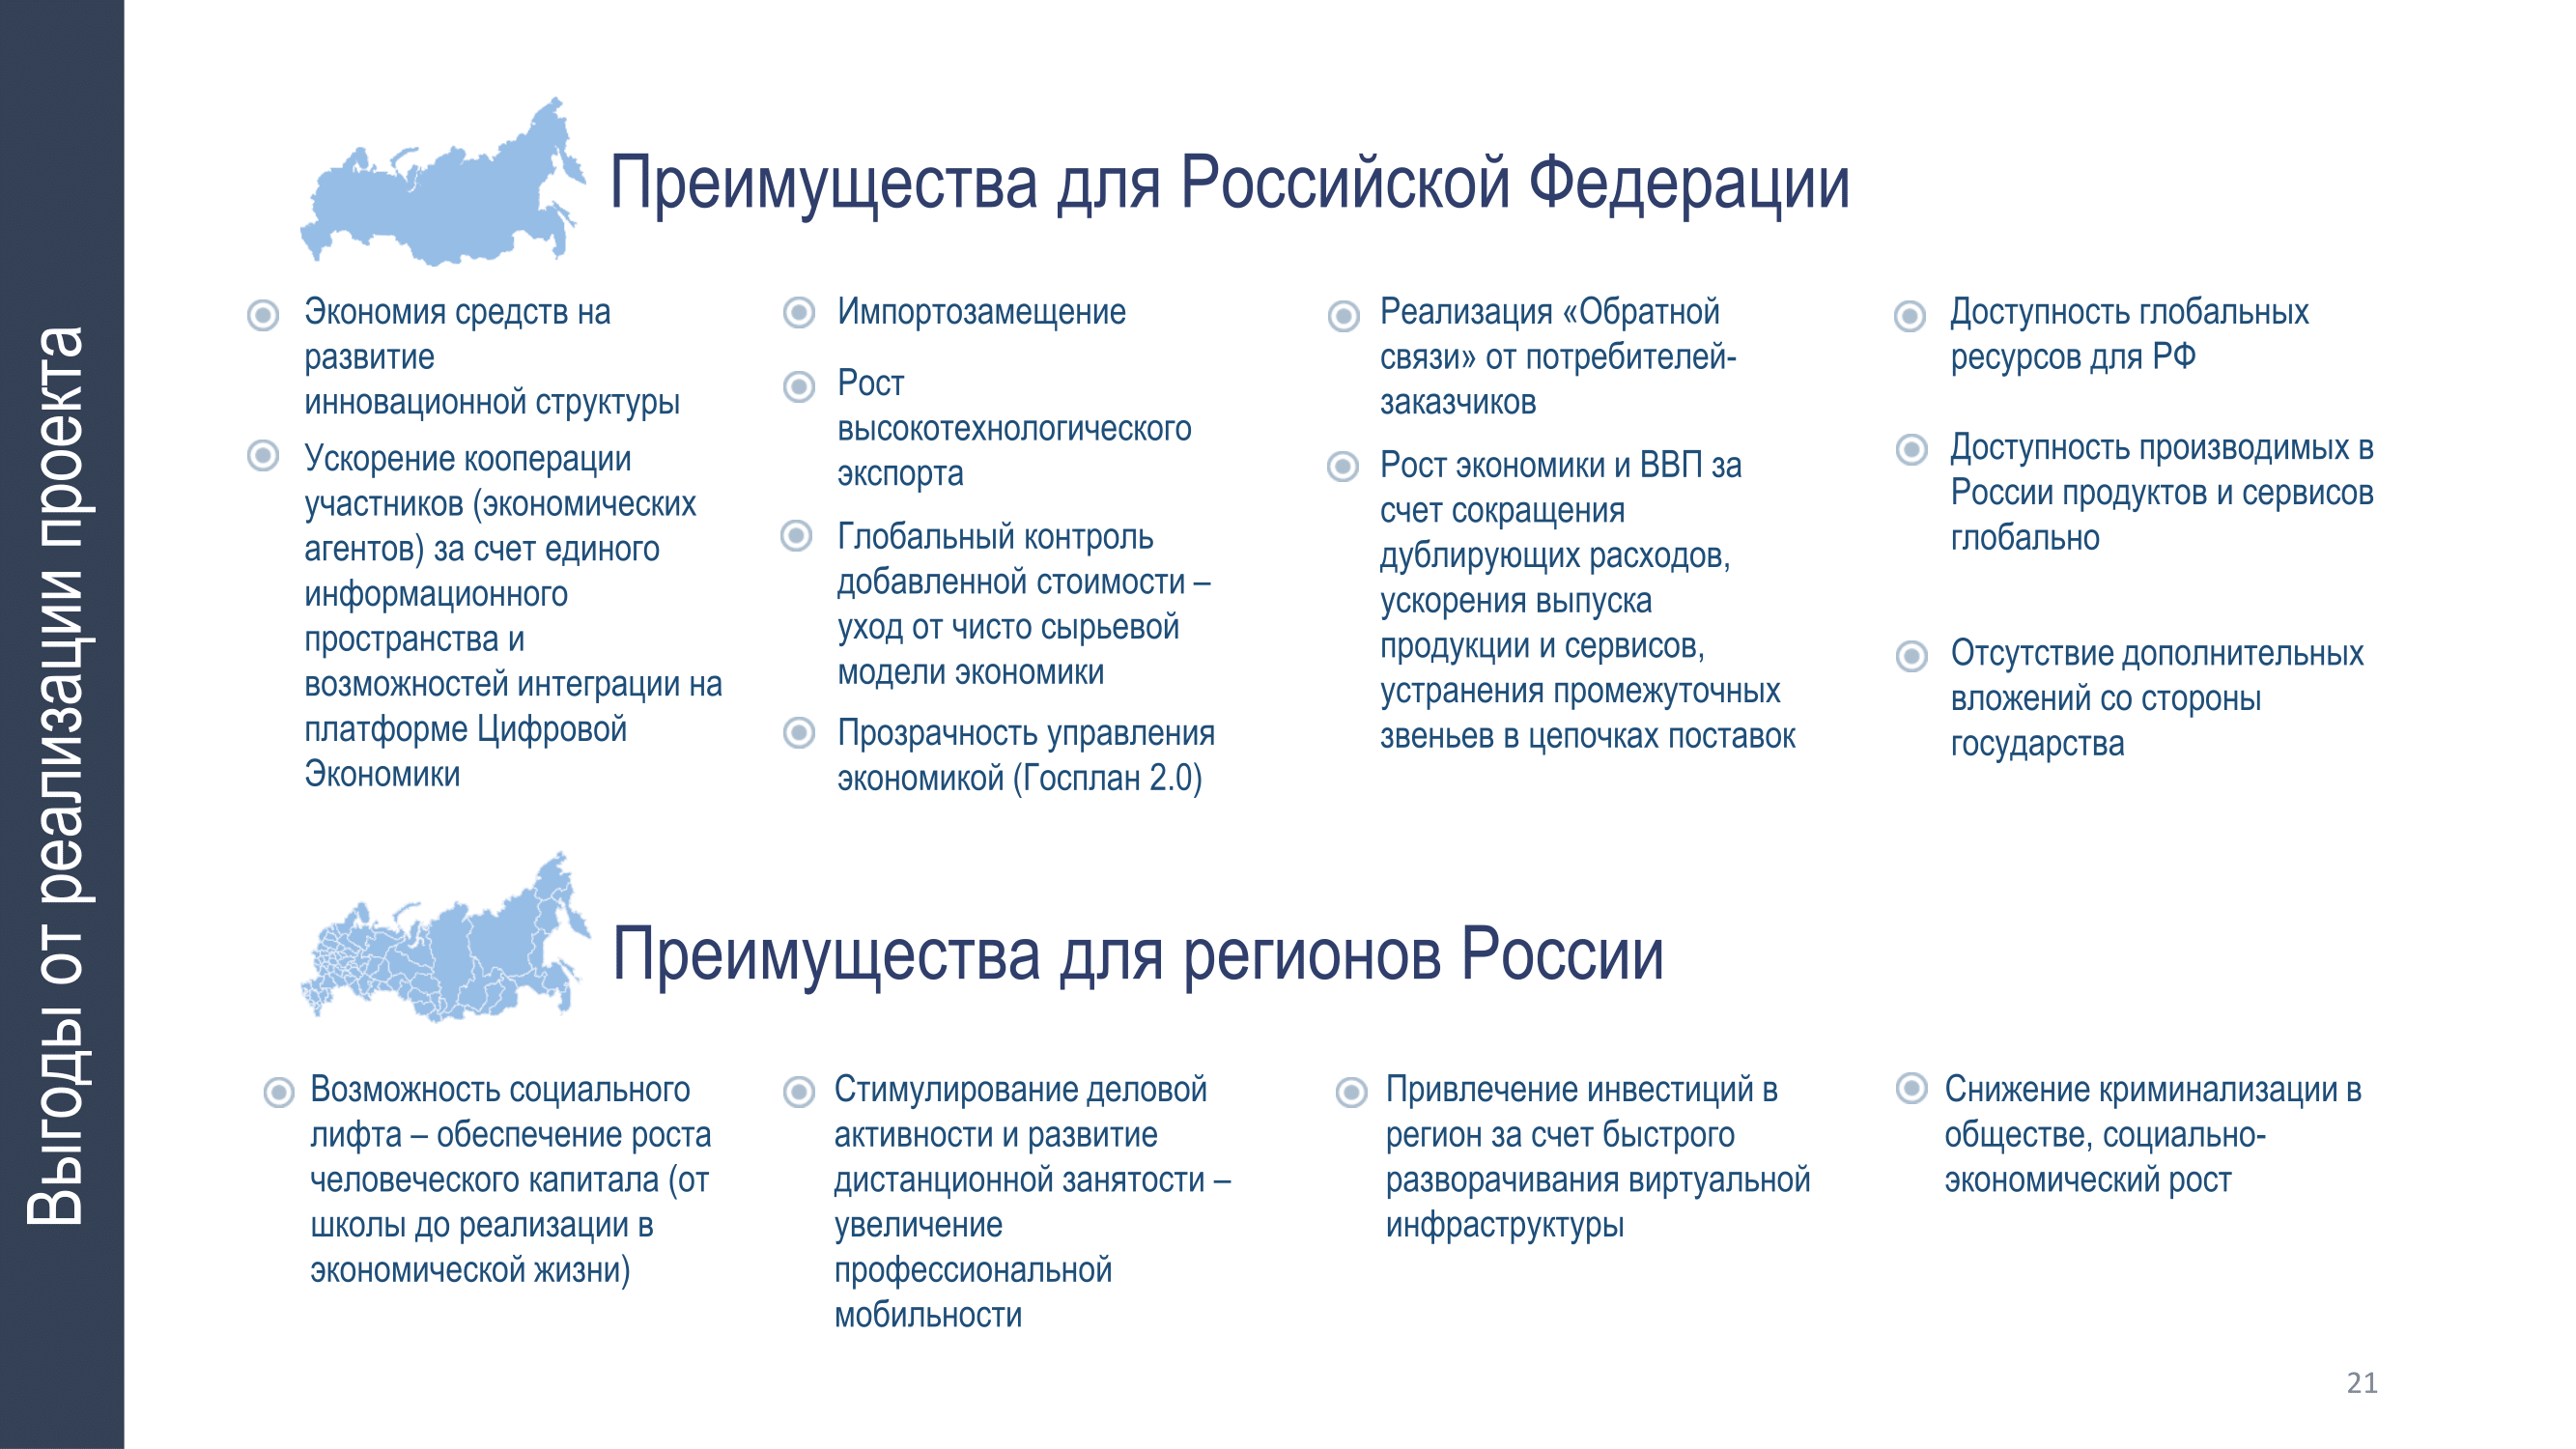 Выгоды от реализации проекта
Преимущества для Российской Федерации
Экономия средств на
развитие
инновационной структуры
Ускорение кооперации
участников (экономических
агентов) за счет единого
информационного
пространства и
возможностей интеграции на
платформе Цифровой
Экономики
Импортозамещение
Рост
высокотехнологического
экспорта
Глобальный контроль
добавленной стоимости –
уход от чисто сырьевой
модели экономики
Прозрачность управления
экономикой (Госплан 2.0)
Реализация «Обратной
связи» от потребителей-
заказчиков
Рост экономики и ВВП за
счет сокращения
дублирующих расходов,
ускорения выпуска
продукции и сервисов,
устранения промежуточных
звеньев в цепочках поставок
Доступность глобальных
ресурсов для РФ
Доступность производимых в
России продуктов и сервисов
глобально
Отсутствие дополнительных
вложений со стороны
государства
Преимущества для регионов России
Возможность социального
лифта – обеспечение роста
человеческого капитала (от
школы до реализации в
экономической жизни)
Стимулирование деловой
активности и развитие
дистанционной занятости –
увеличение
профессиональной
мобильности
Привлечение инвестиций в
регион за счет быстрого
разворачивания виртуальной
инфраструктуры
Снижение криминализации в
обществе, социально-
экономический рост
21